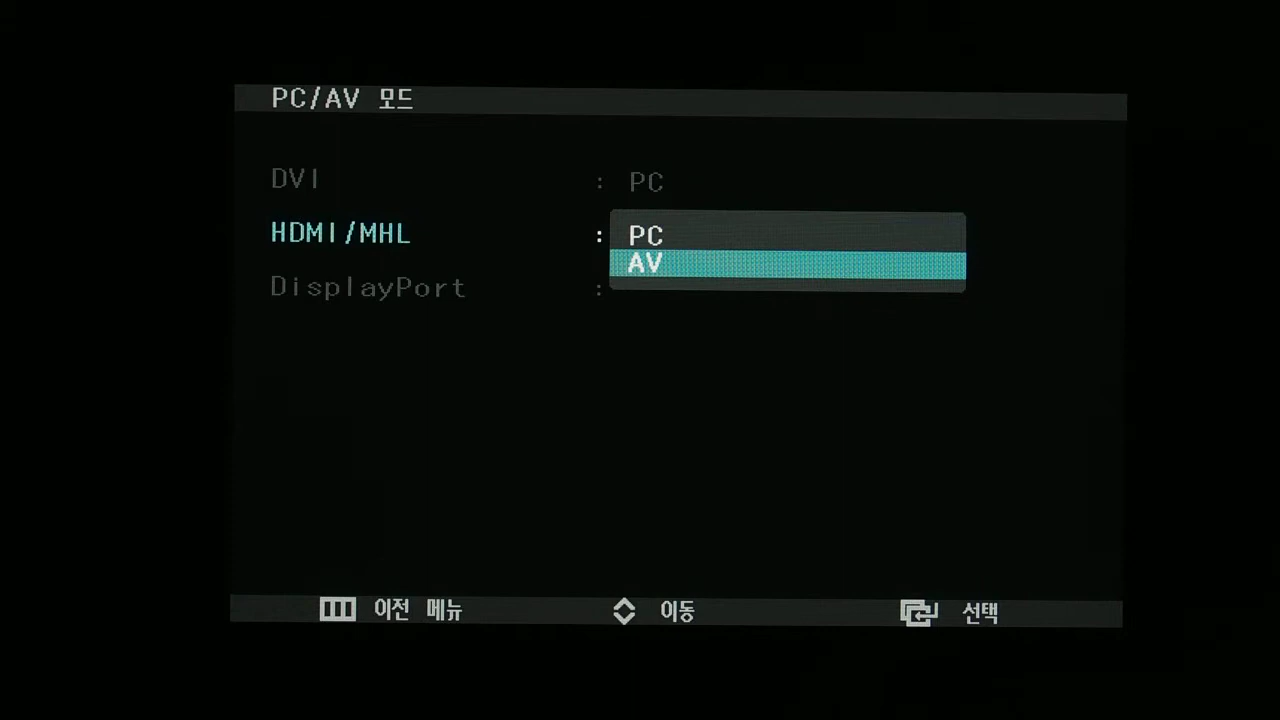 PC/AV 모드
DVI : PC
HDMI/MHL : PC
AV
DisplayPort :
이전 메뉴 이동 선택